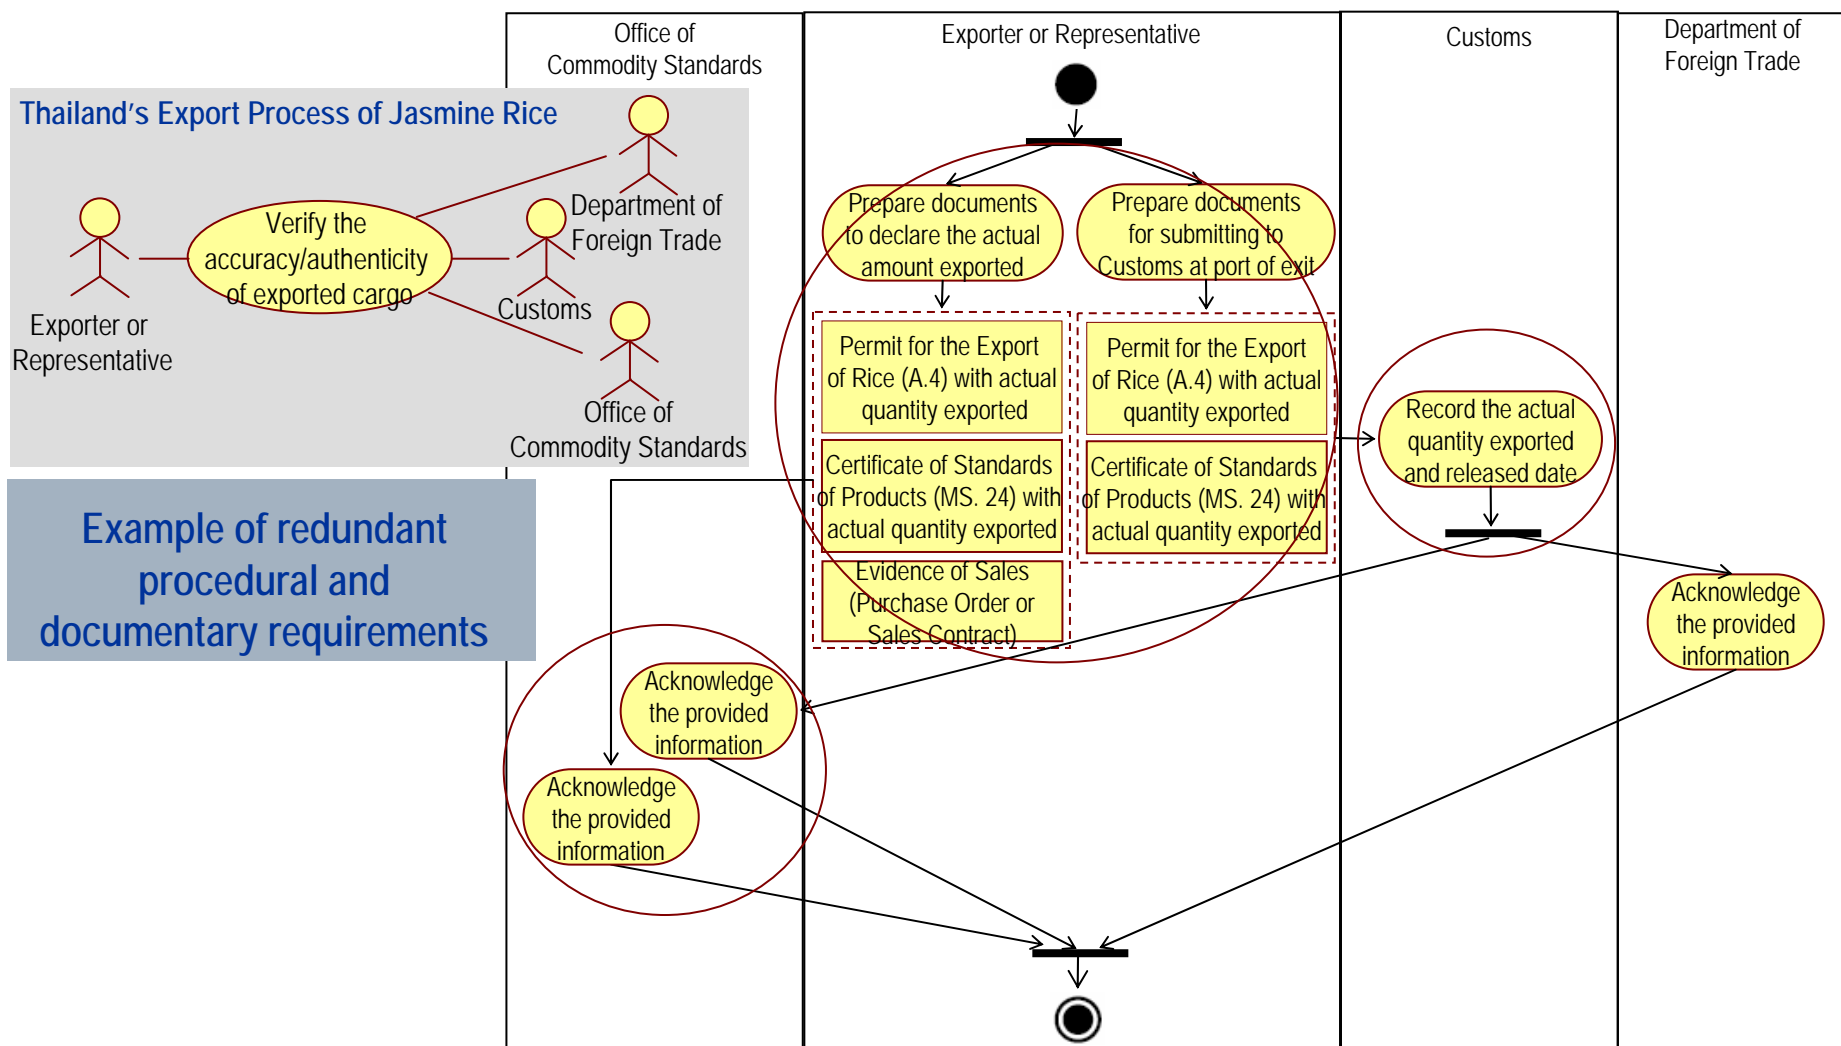 Office of
Commodity Standards
Exporter or Representative
Customs
Department of
Foreign Trade
Thailand's Export Process of Jasmine Rice
Verify the
accuracy/authenticity
of exported cargo
Department of
Foreign Trade
Customs
Exporter or
Representative
Office of
Commodity Standards
Example of redundant
procedural and
documentary requirements
Prepare documents
to declare the actual
amount exported
Prepare documents
for submitting to
Customs at port of exit
Permit for the Export
of Rice (A.4) with actual
quantity exported
Certificate of Standards
of Products (MS. 24) with
actual quantity exported
Evidence of Sales
(Purchase Order or
Sales Contract)
Permit for the Export
of Rice (A.4) with actual
quantity exported
Certificate of Standards
of Products (MS. 24) with
actual quantity exported
Record the actual
quantity exported
and released date
Acknowledge
the provided
information
Acknowledge
the provided
information
Acknowledge
the provided
information